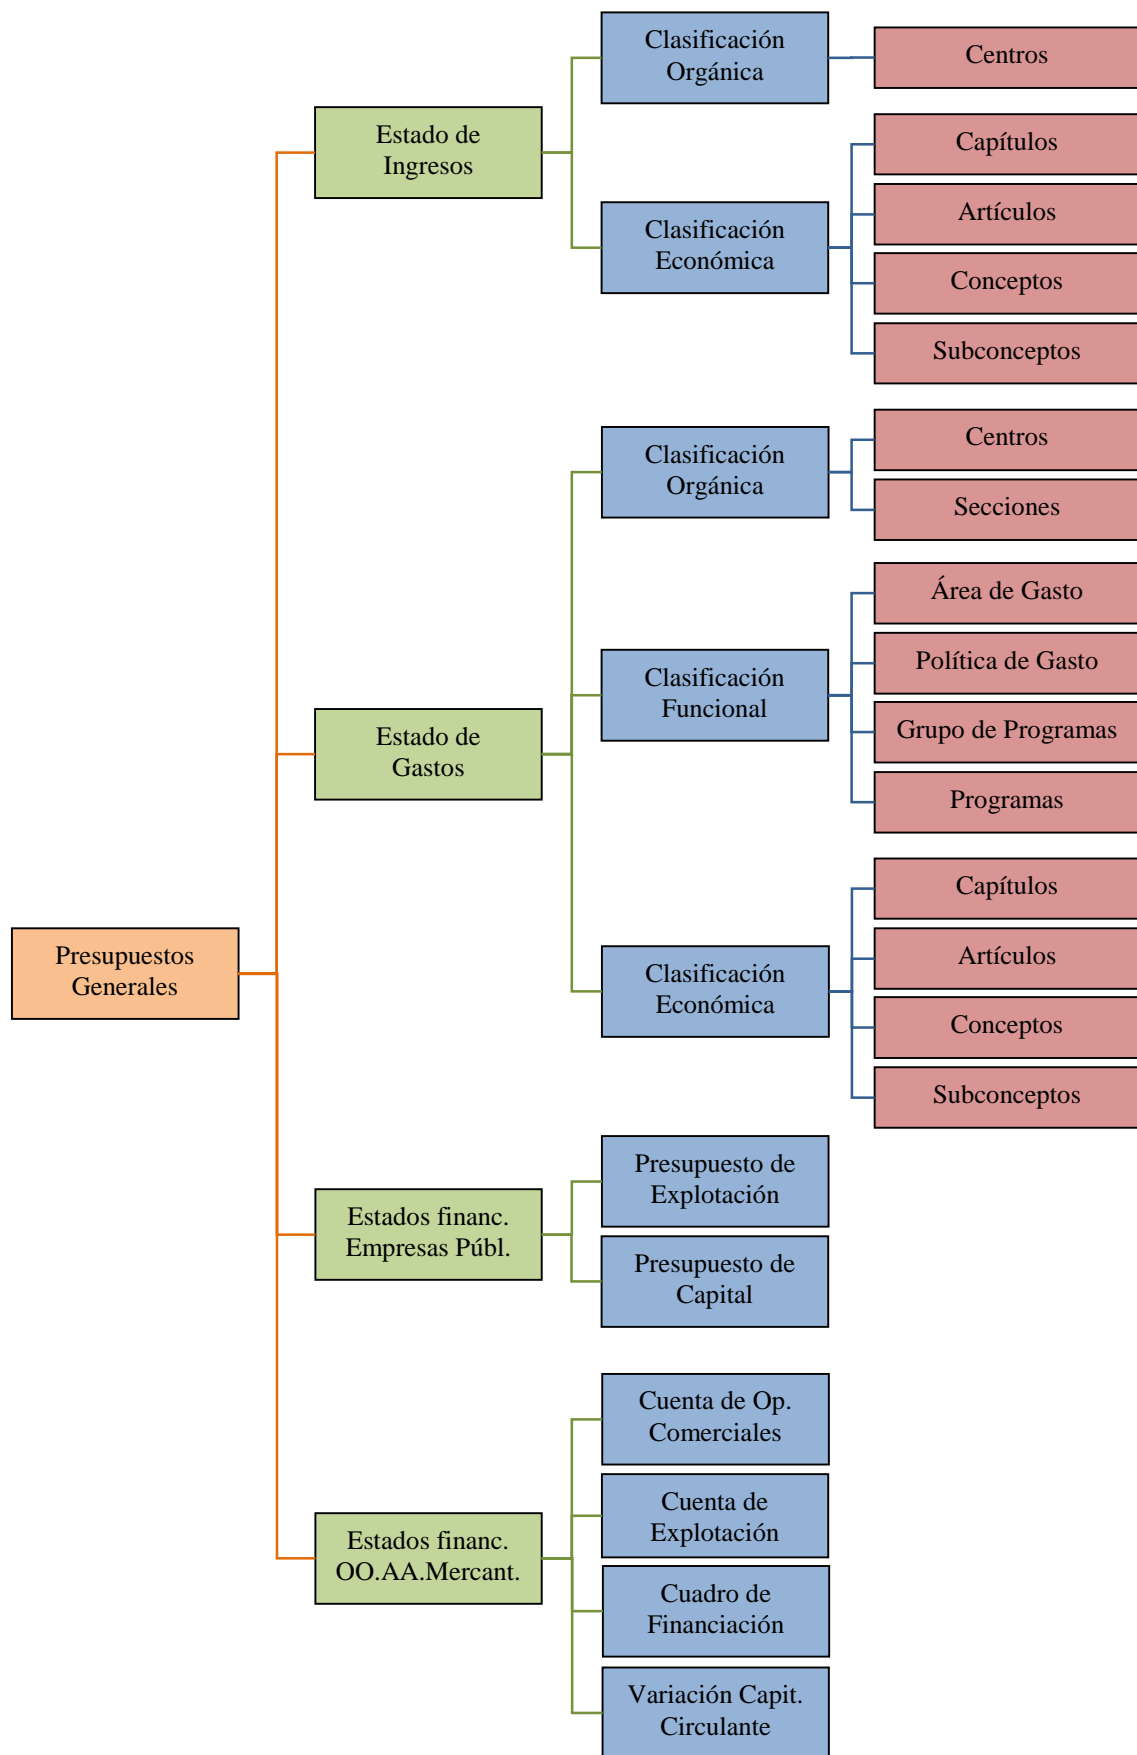 Clasificación
Orgánica
Centros
Estado de
Ingresos
Capítulos
Artículos
Clasificación
Económica
Conceptos
Subconceptos
Clasificación
Orgánica
Centros
Secciones
Área de Gasto
Política de Gasto
Clasificación
Funcional
Grupo de Programas
Estado de
Gastos
Programas
Capítulos
Presupuestos
Generales
Artículos
Clasificación
Económica
Conceptos
Subconceptos
Presupuesto de
Explotación
Estados financ.
Empresas Públ.
Presupuesto de
Capital
Cuenta de Op.
Comerciales
Cuenta de
Explotación
Estados financ.
OO.AA.Mercant.
Cuadro de
Financiación
Variación Capit.
Circulante